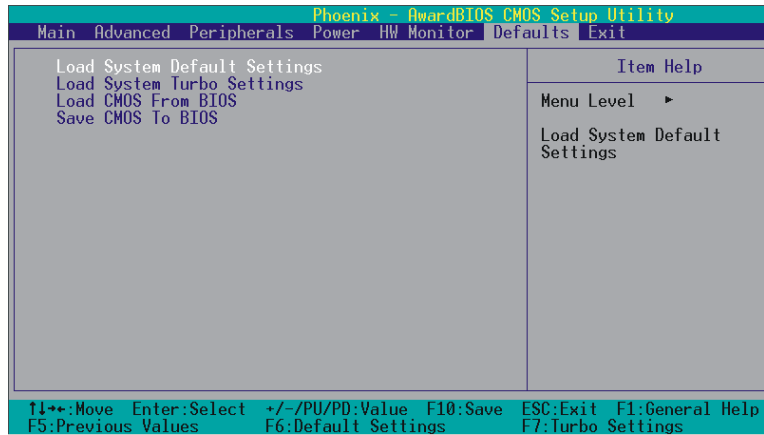 Phoenix - AwardBIOS CMOS Setup Utility
Main Advanced Peripherals Power HW Monitor Defaults Exit
Load System Default Settings
Load System Turbo Settings
Load CMOS From BIOS
Save CMOS To BIOS
Item Help
Menu Level ►
Load System Default
Settings
↑↓→←:Move Enter:Select +/-/PU/PD:Value F10:Save ESC:Exit F1:General Help
F5:Previous Values F6:Default Settings F7:Turbo Settings